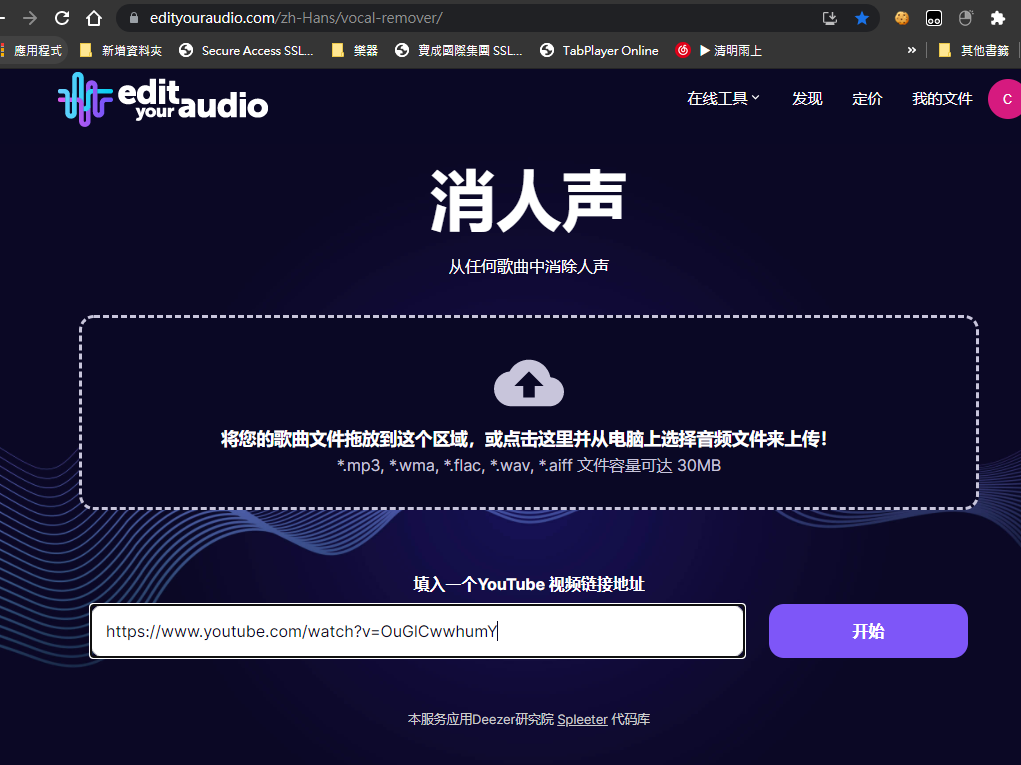 edityouraudio.com/zh-Hans/vocal-remover/
應用程式 新增資料夾 Secure Access SSL... 樂器 寶成國際集團 SSL... TabPlayer Online ▶ 清明雨上 » 其他書籤
edit your audio
在线工具 发现 定价 我的文件 C
消人声
从任何歌曲中消除人声
将您的歌曲文件拖放到这个区域，或点击这里并从电脑上选择音频文件来上传！
*.mp3, *.wma, *.flac, *.wav, *.aiff 文件容量可达 30MB
填入一个YouTube 视频链接地址
https://www.youtube.com/watch?v=OuGlCwwhumY
开始
本服务应用Deezer研究院 Spleeter 代码库